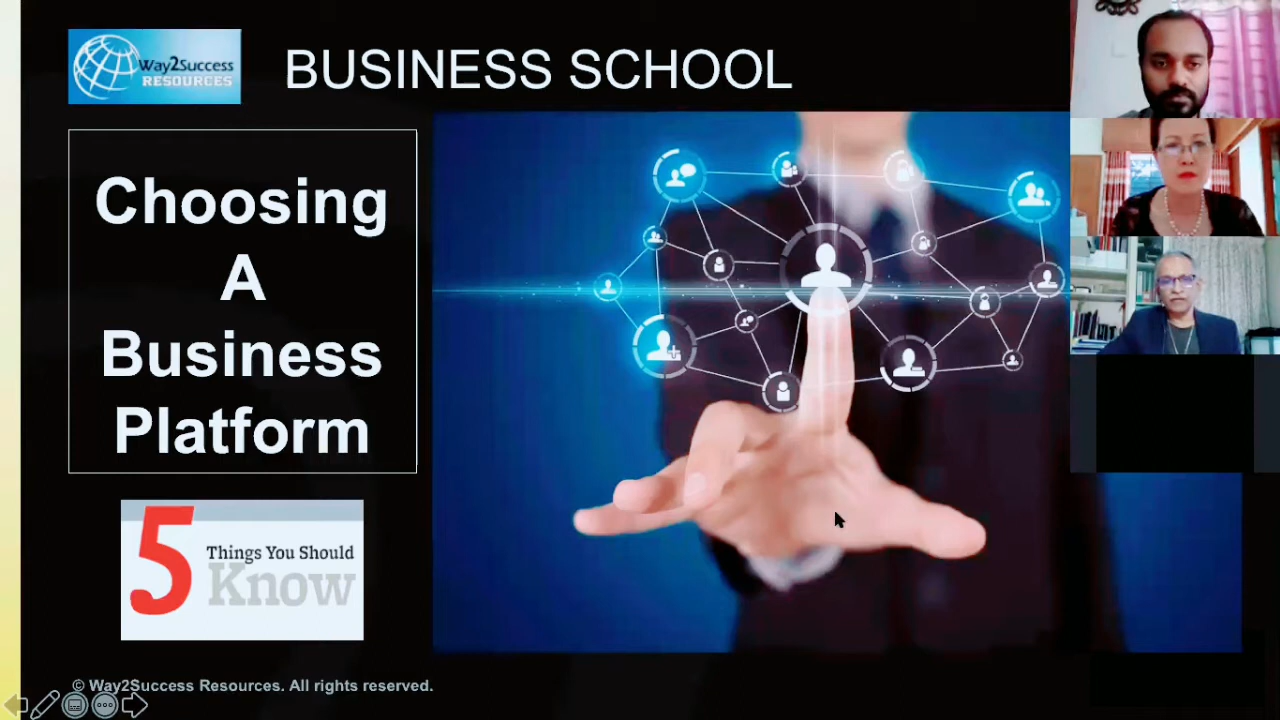 Way2Success
RESOURCES
BUSINESS SCHOOL
Choosing
A
Business
Platform
5
Things You Should
Know
© Way2Success Resources. All rights reserved.